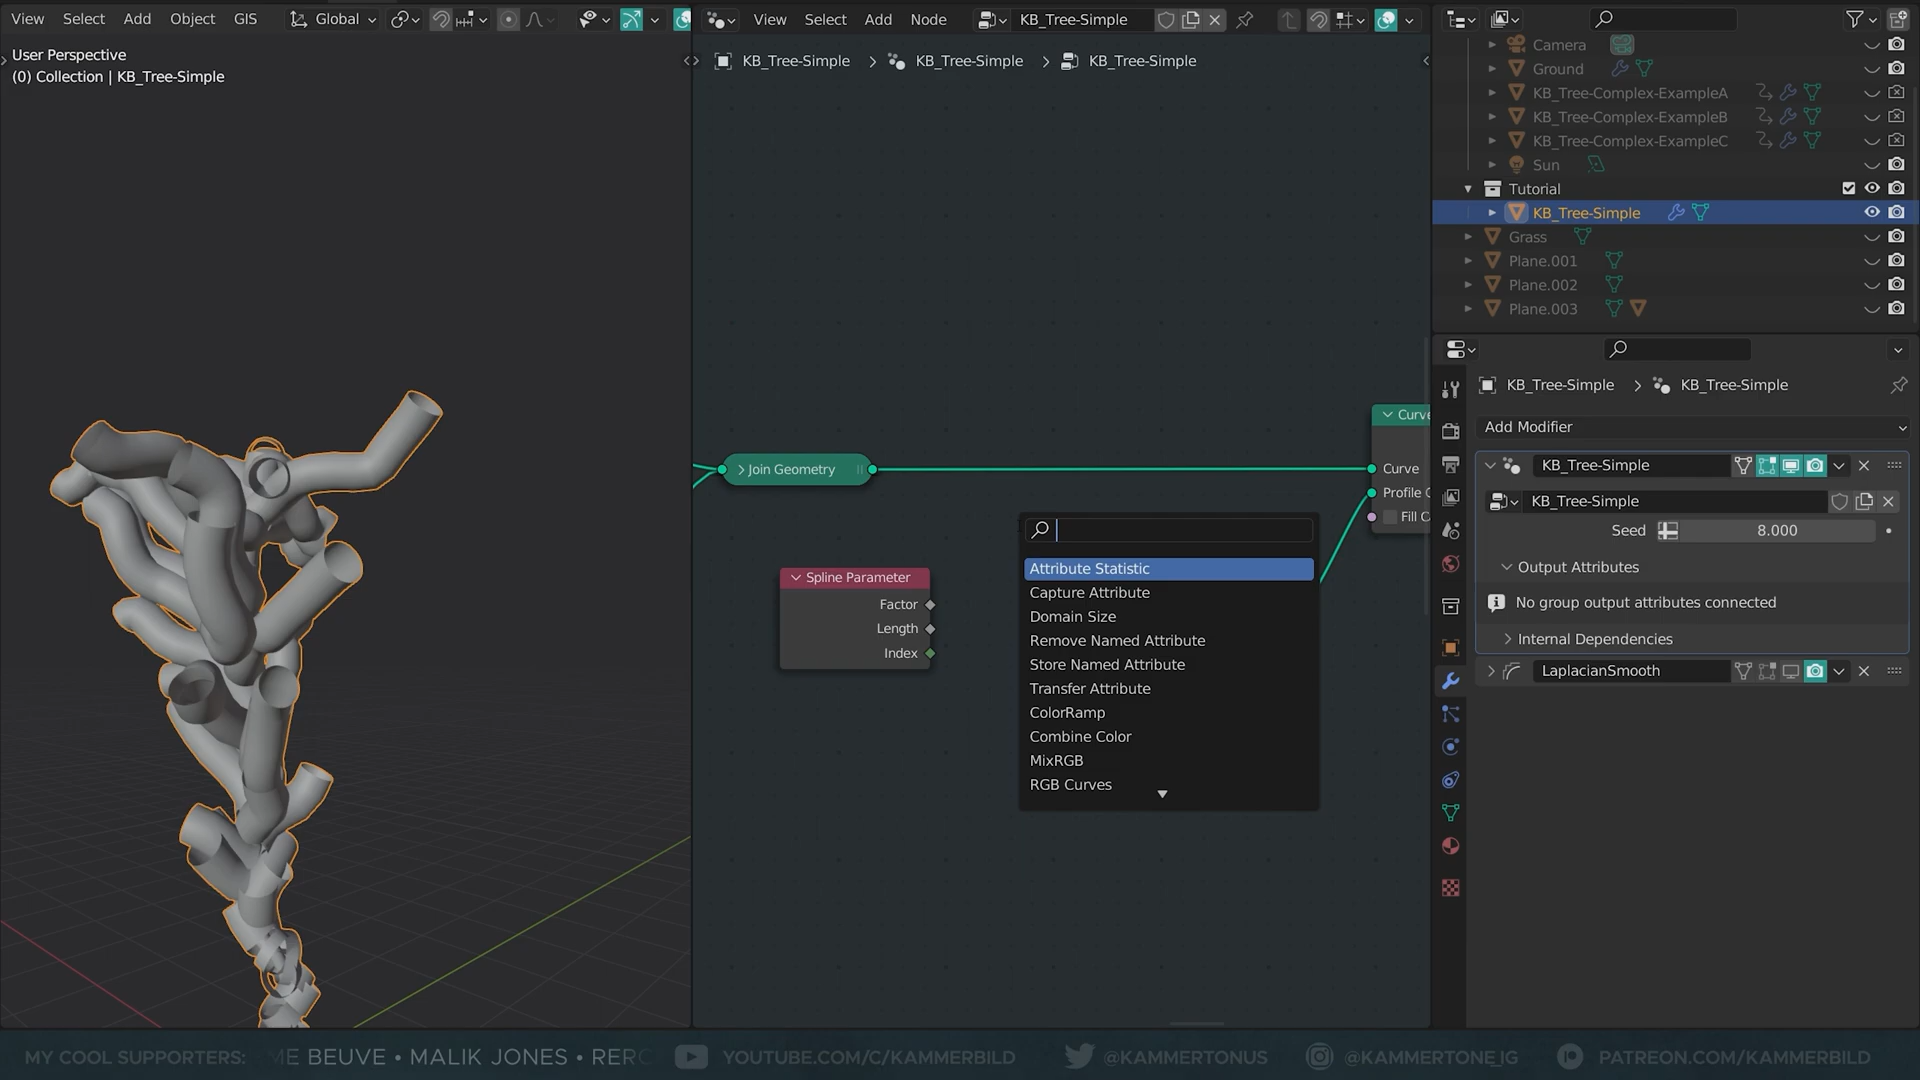 View Select Add Object GIS Global
User Perspective
(0) Collection | KB_Tree-Simple
View Select Add Node KB_Tree-Simple
KB_Tree-Simple > KB_Tree-Simple > KB_Tree-Simple
Join Geometry
Spline Parameter
Factor
Length
Index
Attribute Statistic
Capture Attribute
Domain Size
Remove Named Attribute
Store Named Attribute
Transfer Attribute
ColorRamp
Combine Color
MixRGB
RGB Curves
Curve
Curve
Profile C
Fill C
Camera
Ground
KB_Tree-Complex-ExampleA
KB_Tree-Complex-ExampleB
KB_Tree-Complex-ExampleC
Sun
Tutorial
KB_Tree-Simple
Grass
Plane.001
Plane.002
Plane.003
KB_Tree-Simple > KB_Tree-Simple
Add Modifier
KB_Tree-Simple
KB_Tree-Simple
Seed 8.000
Output Attributes
No group output attributes connected
Internal Dependencies
LaplacianSmooth
MY COOL SUPPORTERS: ME BEUVE • MALIK JONES • RERO YOUTUBE.COM/C/KAMMERBILD @KAMMERTONUS @KAMMERTONE_IG PATREON.COM/KAMMERBILD